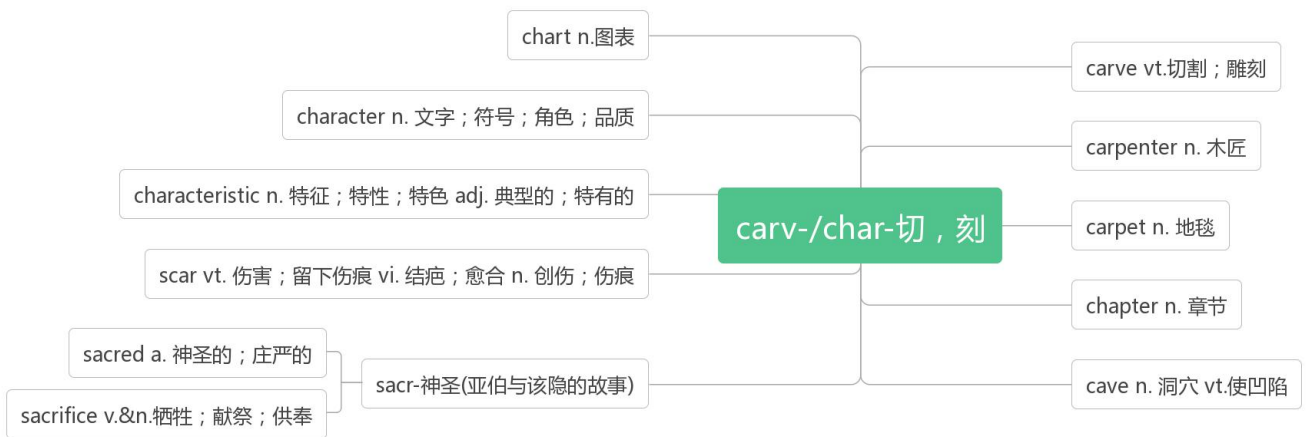 chart n.图表
character n. 文字；符号；角色；品质
characteristic n. 特征；特性；特色 adj. 典型的；特有的
scar vt. 伤害；留下伤痕 vi. 结疤；愈合 n. 创伤；伤痕
sacred a. 神圣的；庄严的
sacrifice v.&n.牺牲；献祭；供奉
sacr-神圣(亚伯与该隐的故事)
carv-/char-切，刻
carve vt.切割；雕刻
carpenter n. 木匠
carpet n. 地毯
chapter n. 章节
cave n. 洞穴 vt.使凹陷